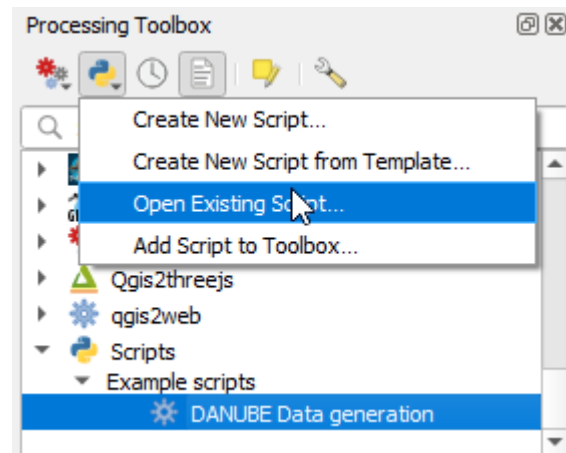 Processing Toolbox
Create New Script...
Create New Script from Template...
Open Existing Script...
Add Script to Toolbox...
Qgis2threejs
qgis2web
Scripts
Example scripts
DANUBE Data generation